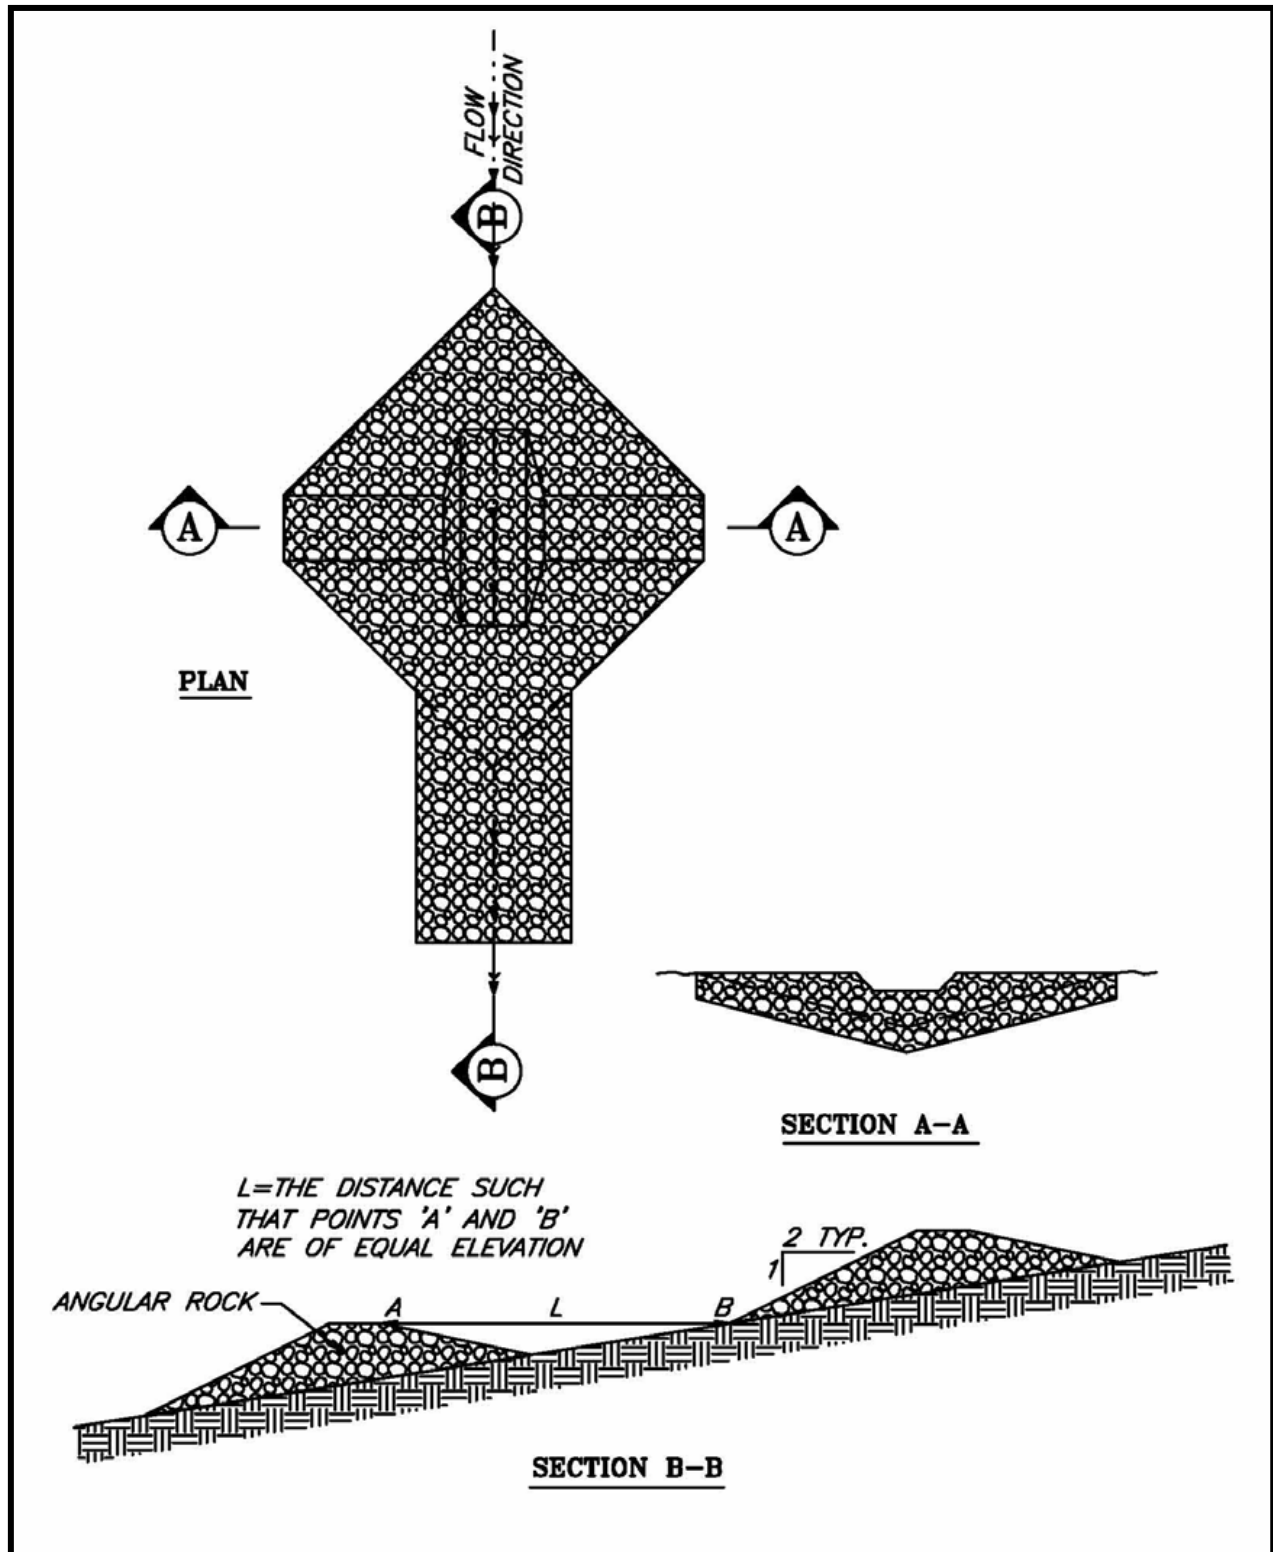 FLOW
DIRECTION
B
A
A
PLAN
B
SECTION A-A
L=THE DISTANCE SUCH
THAT POINTS 'A' AND 'B'
ARE OF EQUAL ELEVATION
2 TYP.
1
ANGULAR ROCK
A
L
B
SECTION B-B